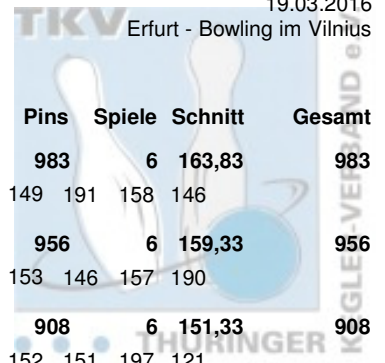 19.03.2016
TKV
Erfurt - Bowling im Vilnius
Pins Spiele Schnitt Gesamt
983 6 163,83 983
149 191 158 146
956 6 159,33 956
153 146 157 190
908 6 151,33 908
THÜRINGER KEGLER-VERBAND e.V.
152 151 197 121